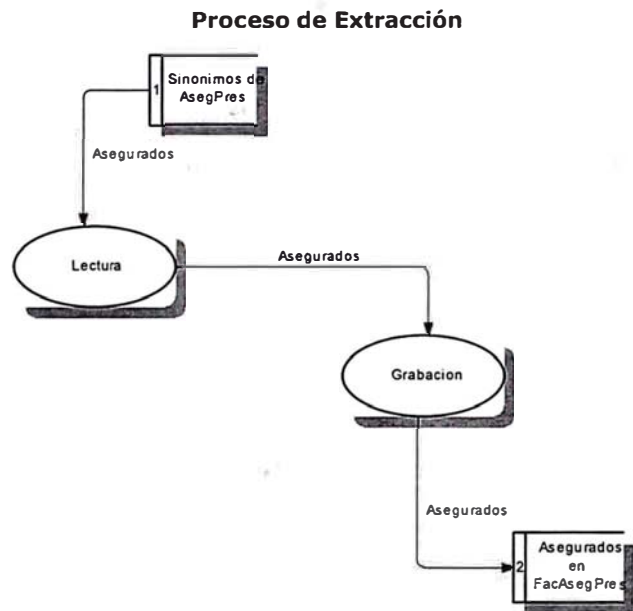 Proceso de Extracción
1
Sinonimos de
AsegPres
Asegurados
Lectura
Asegurados
Grabacion
Asegurados
2
Asegurados
en
FacAsegPres